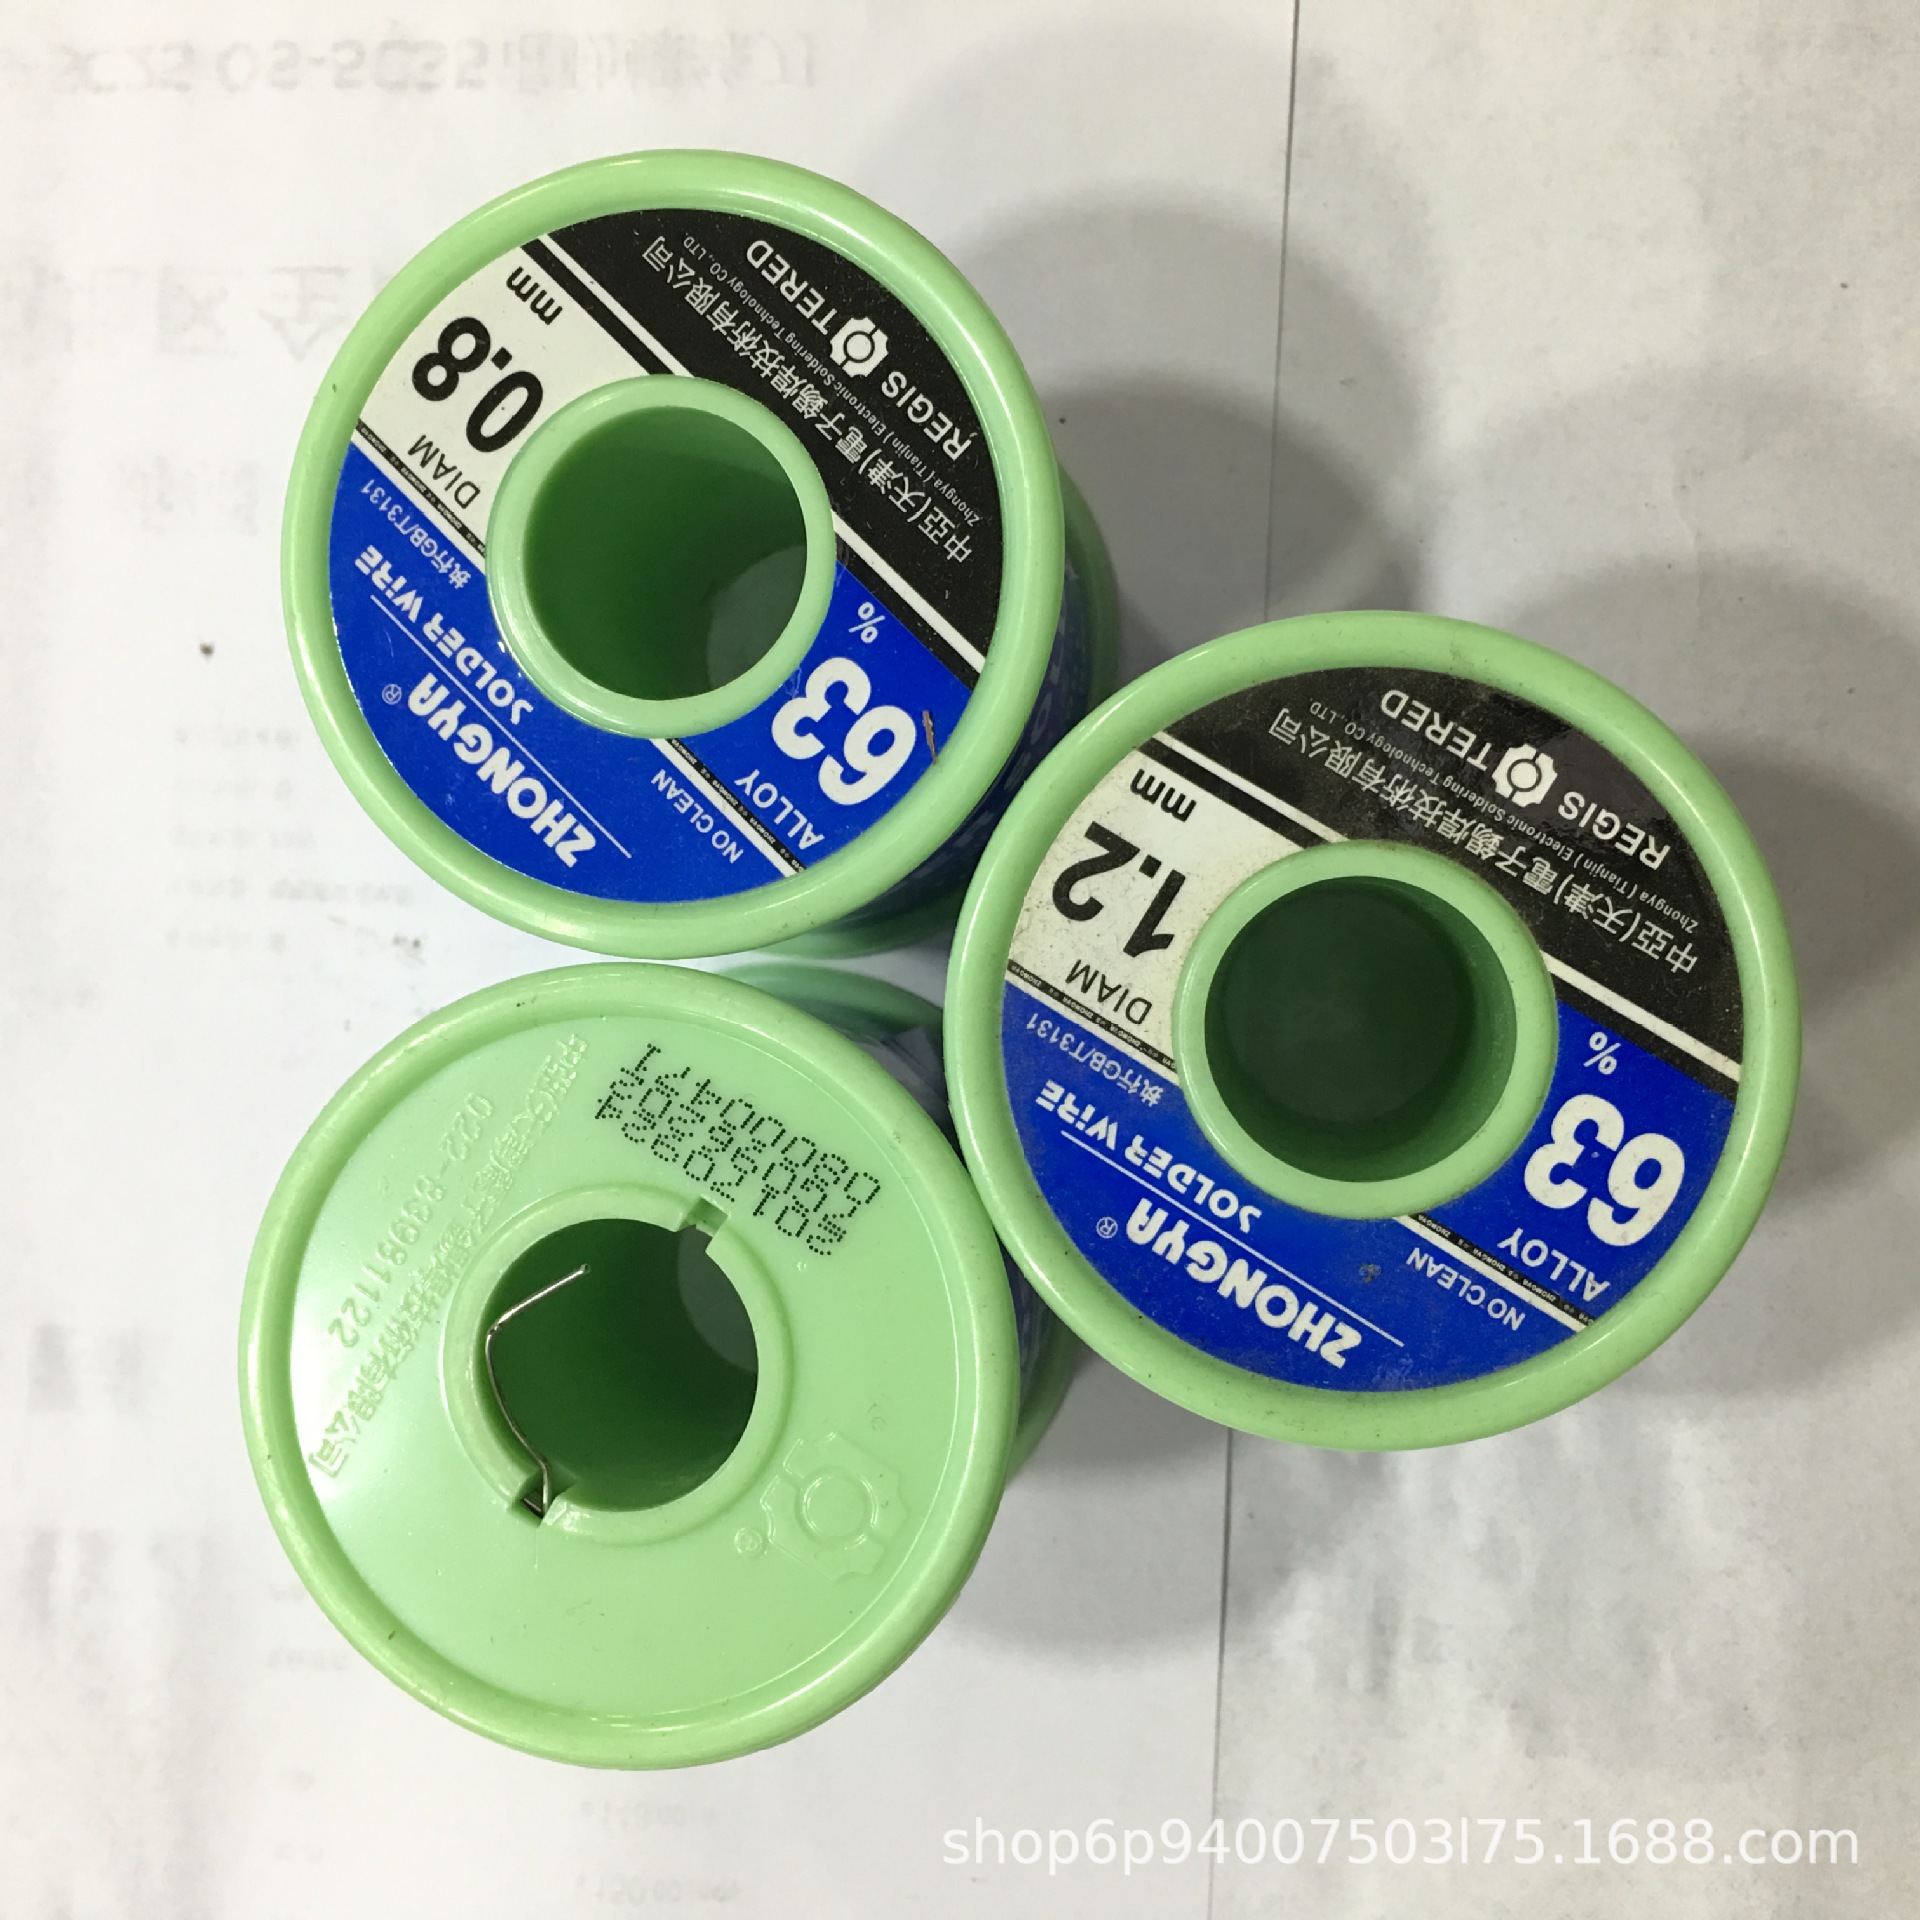 ZHONGYA®
SOLDER WiRE
执行GB/T3131
NO CLEAN
ALLOY
63
%
DIAM
0.8
mm
中亞(天津)電子錫焊技術有限公司
Zhongya ( Tianjin ) Electronic Soldering Technology CO., LTD.
REGIS TERED
ZHONGYA®
SOLDER WiRE
执行GB/T3131
NO CLEAN
ALLOY
63
%
DIAM
1.2
mm
中亞(天津)電子錫焊技術有限公司
Zhongya ( Tianjin ) Electronic Soldering Technology CO., LTD.
REGIS TERED
022-83981122
shop6p94007503l75.1688.com